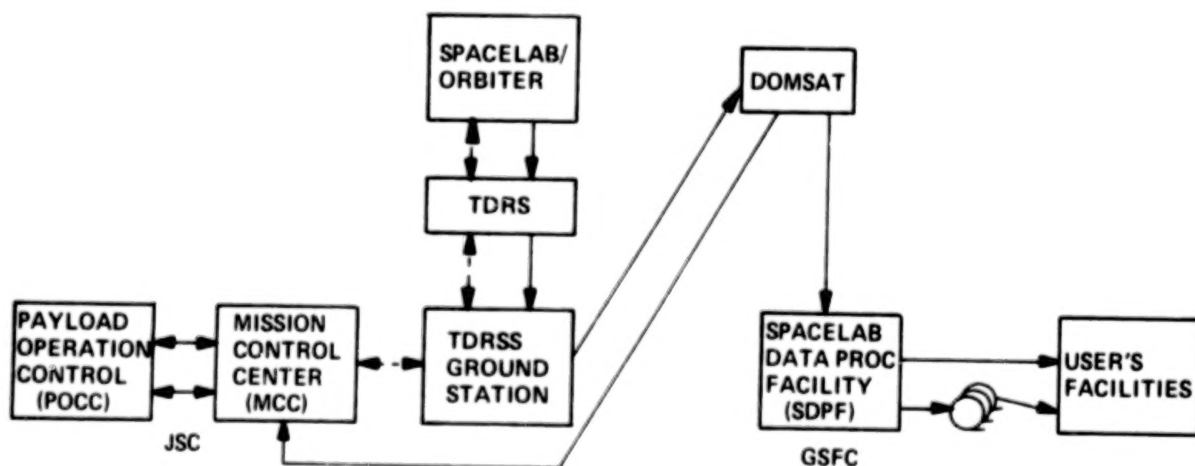 SPACELAB/
ORBITER
DOMSAT
TDRS
PAYLOAD
OPERATION
CONTROL
(POCC)
MISSION
CONTROL
CENTER
(MCC)
TDRSS
GROUND
STATION
SPACELAB
DATA PROC
FACILITY
(SDPF)
USER'S
FACILITIES
JSC
GSFC